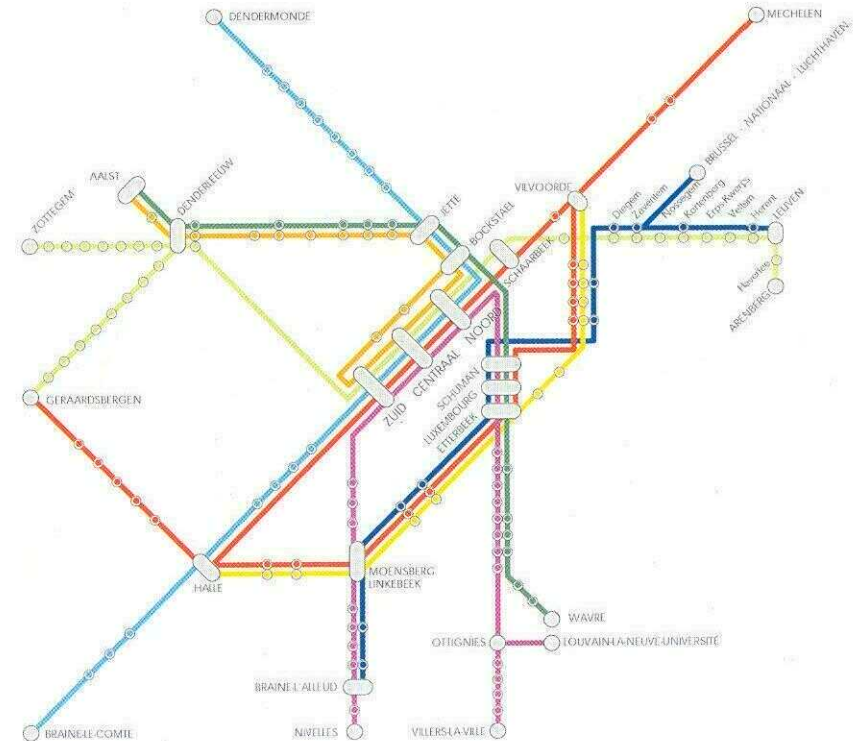 DENDERMONDE
MECHELEN
BRUSSEL - NATIONAAL - LUCHTHAVEN
AALST
DENDERLEEUW
ZOTTEGEM
JETTE
BOCKSTAEL
VILVOORDE
SCHAARBEEK
Diegem
Zaventem
Nossegem
Kortenberg
Erps-Kwerps
Veltem
Herent
LEUVEN
Heverlee
ARENBERG
ZUID
CENTRAAL
NOORD
SCHUMAN
LUXEMBOURG
ETTERBEEK
GERAARDSBERGEN
HALLE
MOENSBERG
LINKEBEEK
WAVRE
OTTIGNIES
LOUVAIN-LA-NEUVE-UNIVERSITÉ
BRAINE-L'ALLEUD
BRAINE-LE-COMTE
NIVELLES
VILLERS-LA-VILLE